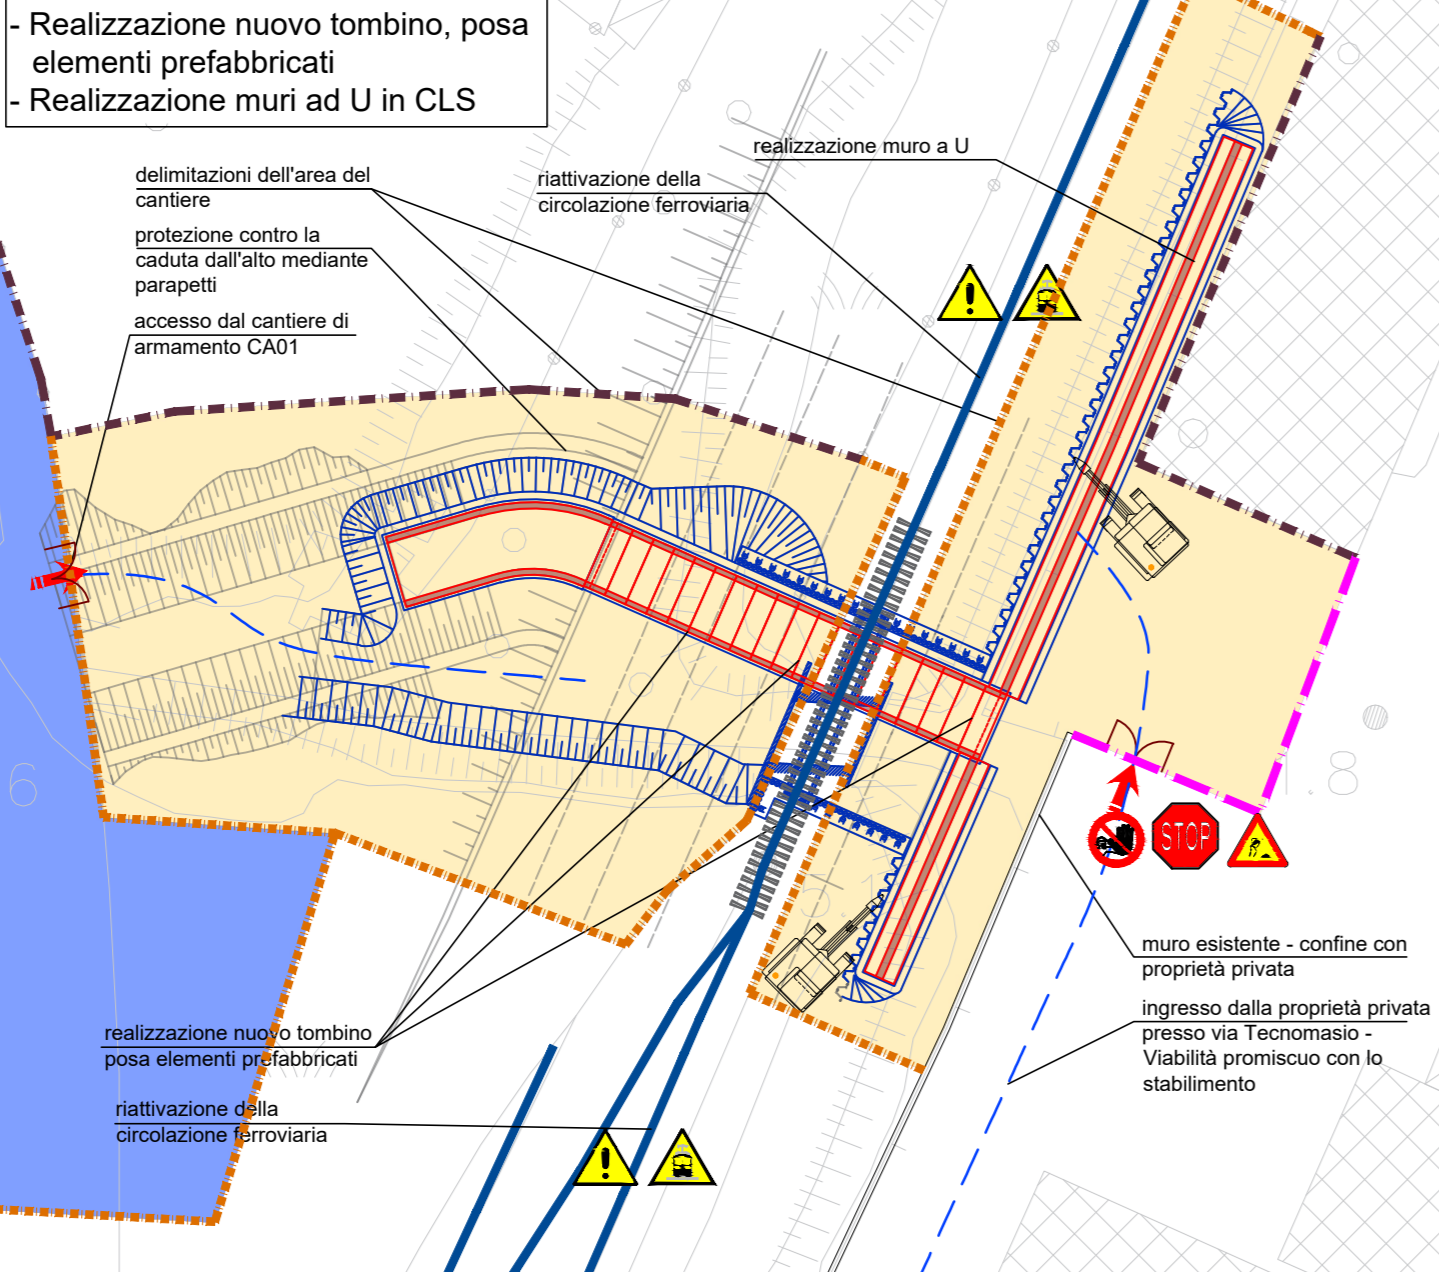 - Realizzazione nuovo tombino, posa
elementi prefabbricati
- Realizzazione muri ad U in CLS
realizzazione muro a U
delimitazioni dell'area del
cantiere
riattivazione della
circolazione ferroviaria
protezione contro la
caduta dall'alto mediante
parapetti
accesso dal cantiere di
armamento CA01
6
8
STOP
muro esistente - confine con
proprietà privata
ingresso dalla proprietà privata
presso via Tecnomasio -
Viabilità promiscuo con lo
stabilimento
realizzazione nuovo tombino
posa elementi prefabbricati
riattivazione della
circolazione ferroviaria